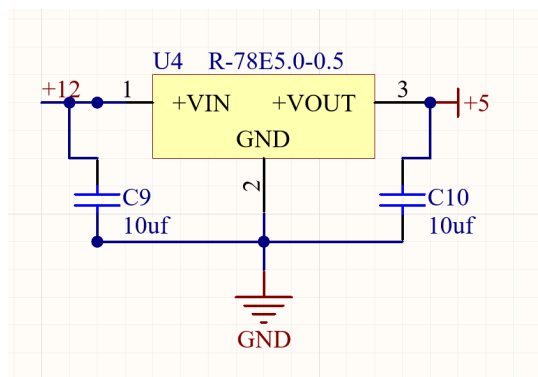 U4 R-78E5.0-0.5
+12 1 +VIN +VOUT 3 +5
GND
2
C9 C10
10uf 10uf
GND